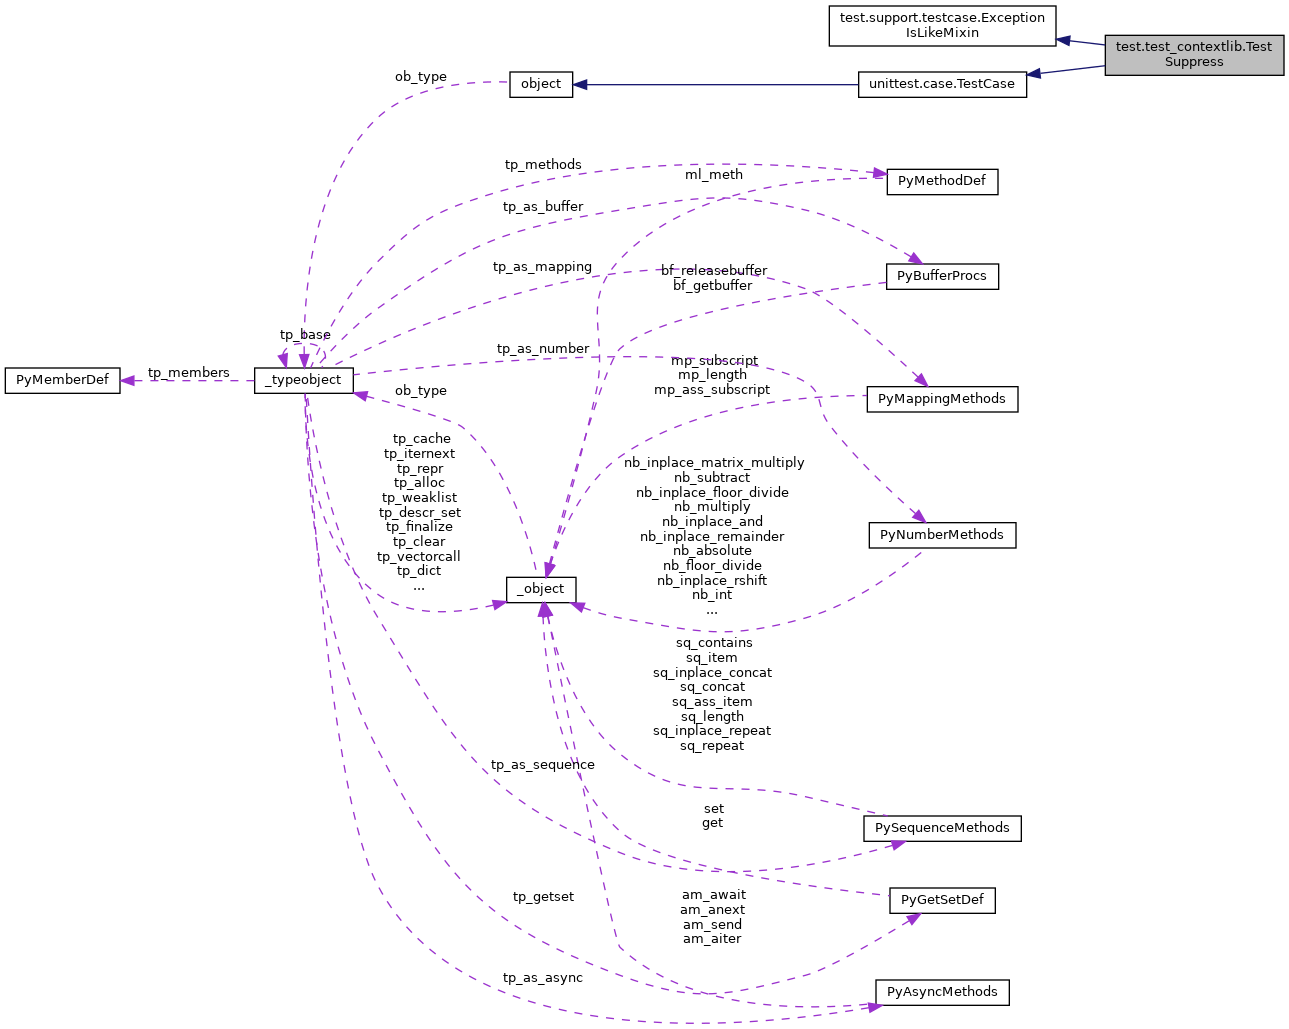 test.support.testcase.Exception
IsLikeMixin
test.test_contextlib.Test
Suppress
ob_type
object
unittest.case.TestCase
tp_methods
ml_meth
PyMethodDef
tp_as_buffer
tp_as_mapping
bf_releasebuffer
bf_getbuffer
PyBufferProcs
tp_base
tp_as_number
mp_subscript
mp_length
mp_ass_subscript
PyMemberDef
tp_members
_typeobject
ob_type
PyMappingMethods
tp_cache
tp_iternext
tp_repr
tp_alloc
tp_weaklist
tp_descr_set
tp_finalize
tp_clear
tp_vectorcall
tp_dict
...
nb_inplace_matrix_multiply
nb_subtract
nb_inplace_floor_divide
nb_multiply
nb_inplace_and
nb_inplace_remainder
nb_absolute
nb_floor_divide
nb_inplace_rshift
nb_int
...
PyNumberMethods
_object
sq_contains
sq_item
sq_inplace_concat
sq_concat
sq_ass_item
sq_length
sq_inplace_repeat
sq_repeat
tp_as_sequence
set
get
PySequenceMethods
tp_getset
am_await
am_anext
am_send
am_aiter
PyGetSetDef
tp_as_async
PyAsyncMethods